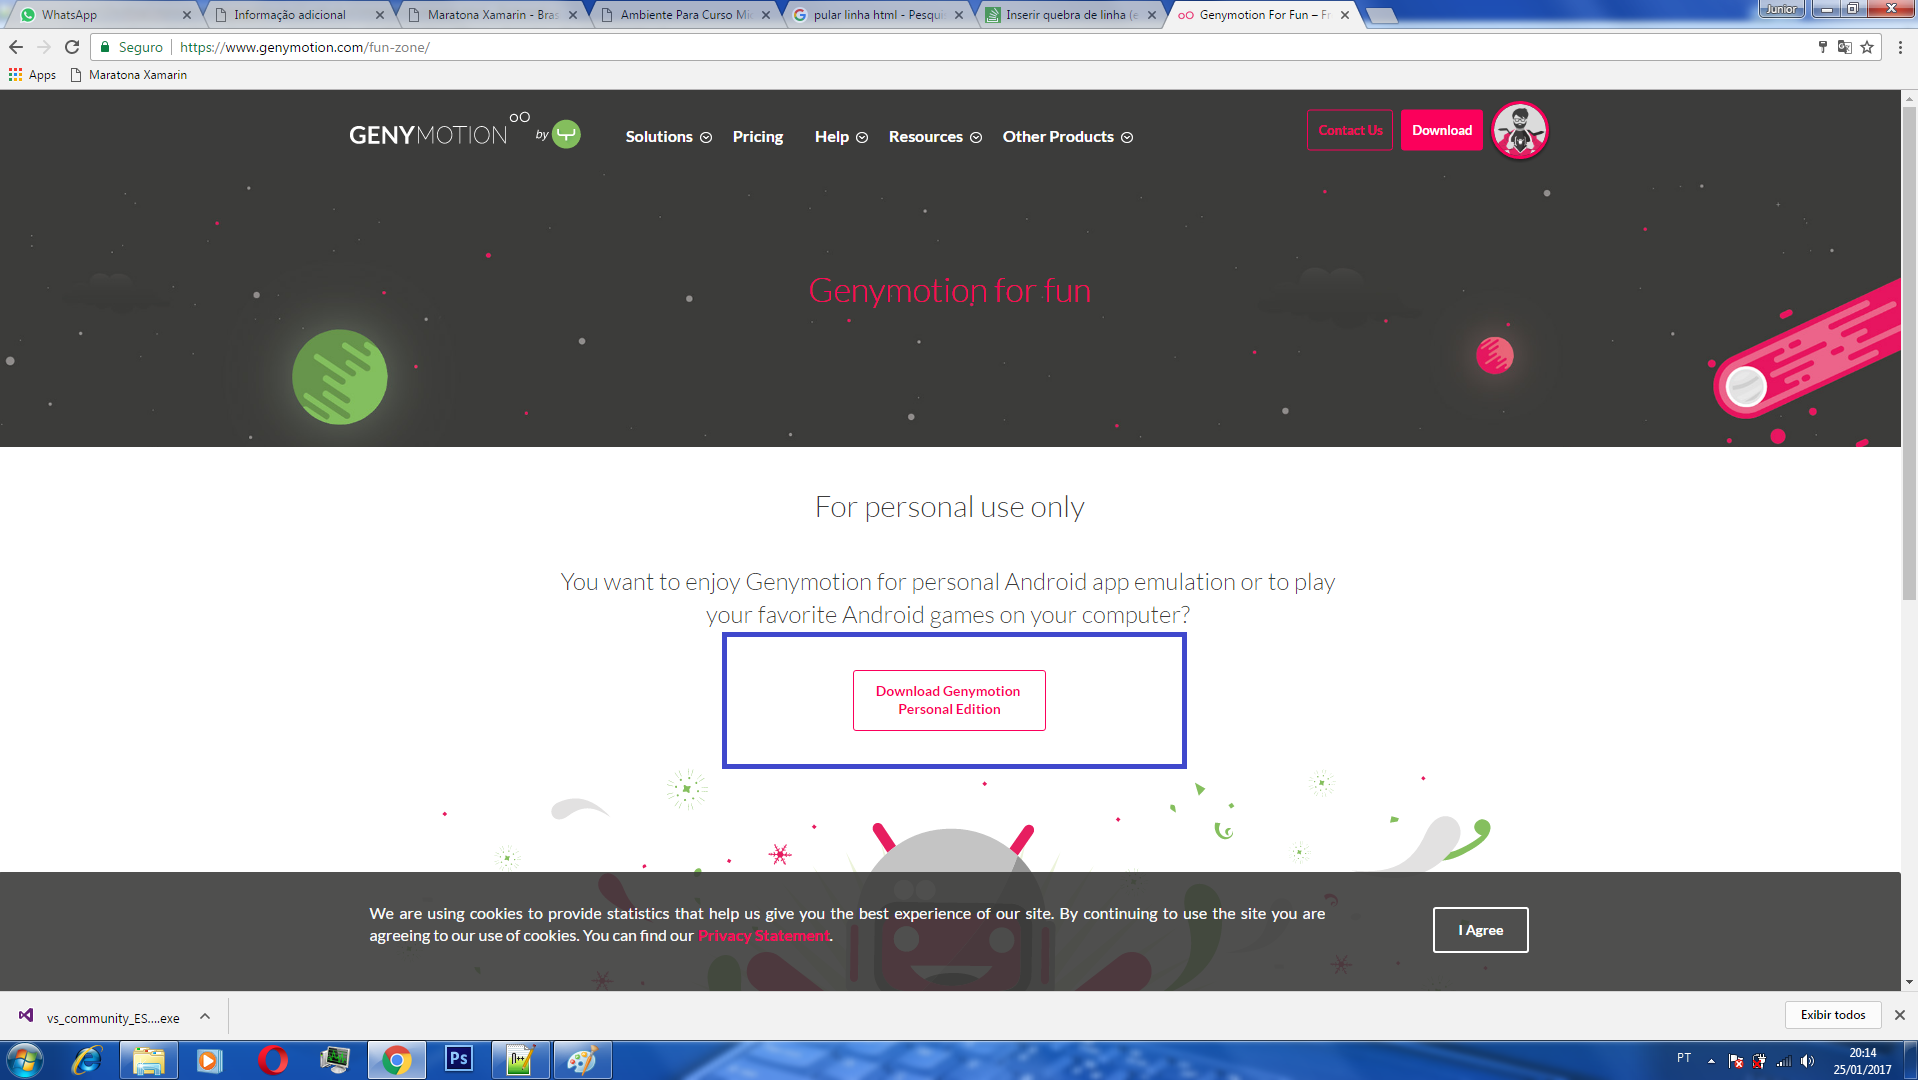 WhatsApp
Informação adicional
Maratona Xamarin - Bras
Ambiente Para Curso Mi
pular linha html - Pesqui
Inserir quebra de linha (e
Genymotion For Fun – Fr
Junior
Seguro
https://www.genymotion.com/fun-zone/
Apps
Maratona Xamarin
GENYMOTION by
Solutions
Pricing
Help
Resources
Other Products
Contact Us
Download
Genymotion for fun
For personal use only
You want to enjoy Genymotion for personal Android app emulation or to play
your favorite Android games on your computer?
Download Genymotion
Personal Edition
We are using cookies to provide statistics that help us give you the best experience of our site. By continuing to use the site you are
agreeing to our use of cookies. You can find our Privacy Statement.
I Agree
vs_community_ES....exe
Exibir todos
Ps
PT
20:14
25/01/2017